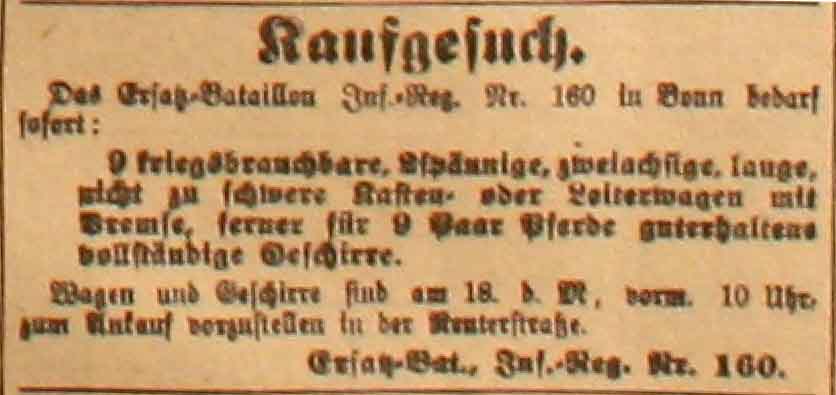 Kaufgesuch.
Das Ersatz-Bataillon Inf.-Reg. Nr. 160 in Bonn bedarf
sofort:
9 kriegsbrauchbare, 2spännige, zweiachsige, lange,
nicht zu schwere Kasten- oder Leiterwagen mit
Bremse, ferner für 9 Paar Pferde guterhaltene
vollständige Geschirre.
Wagen und Geschirre sind am 18. d. M., vorm. 10 Uhr,
zum Ankauf vorzustellen in der Reuterstraße.
Ersatz-Bat., Inf.-Reg. Nr. 160.